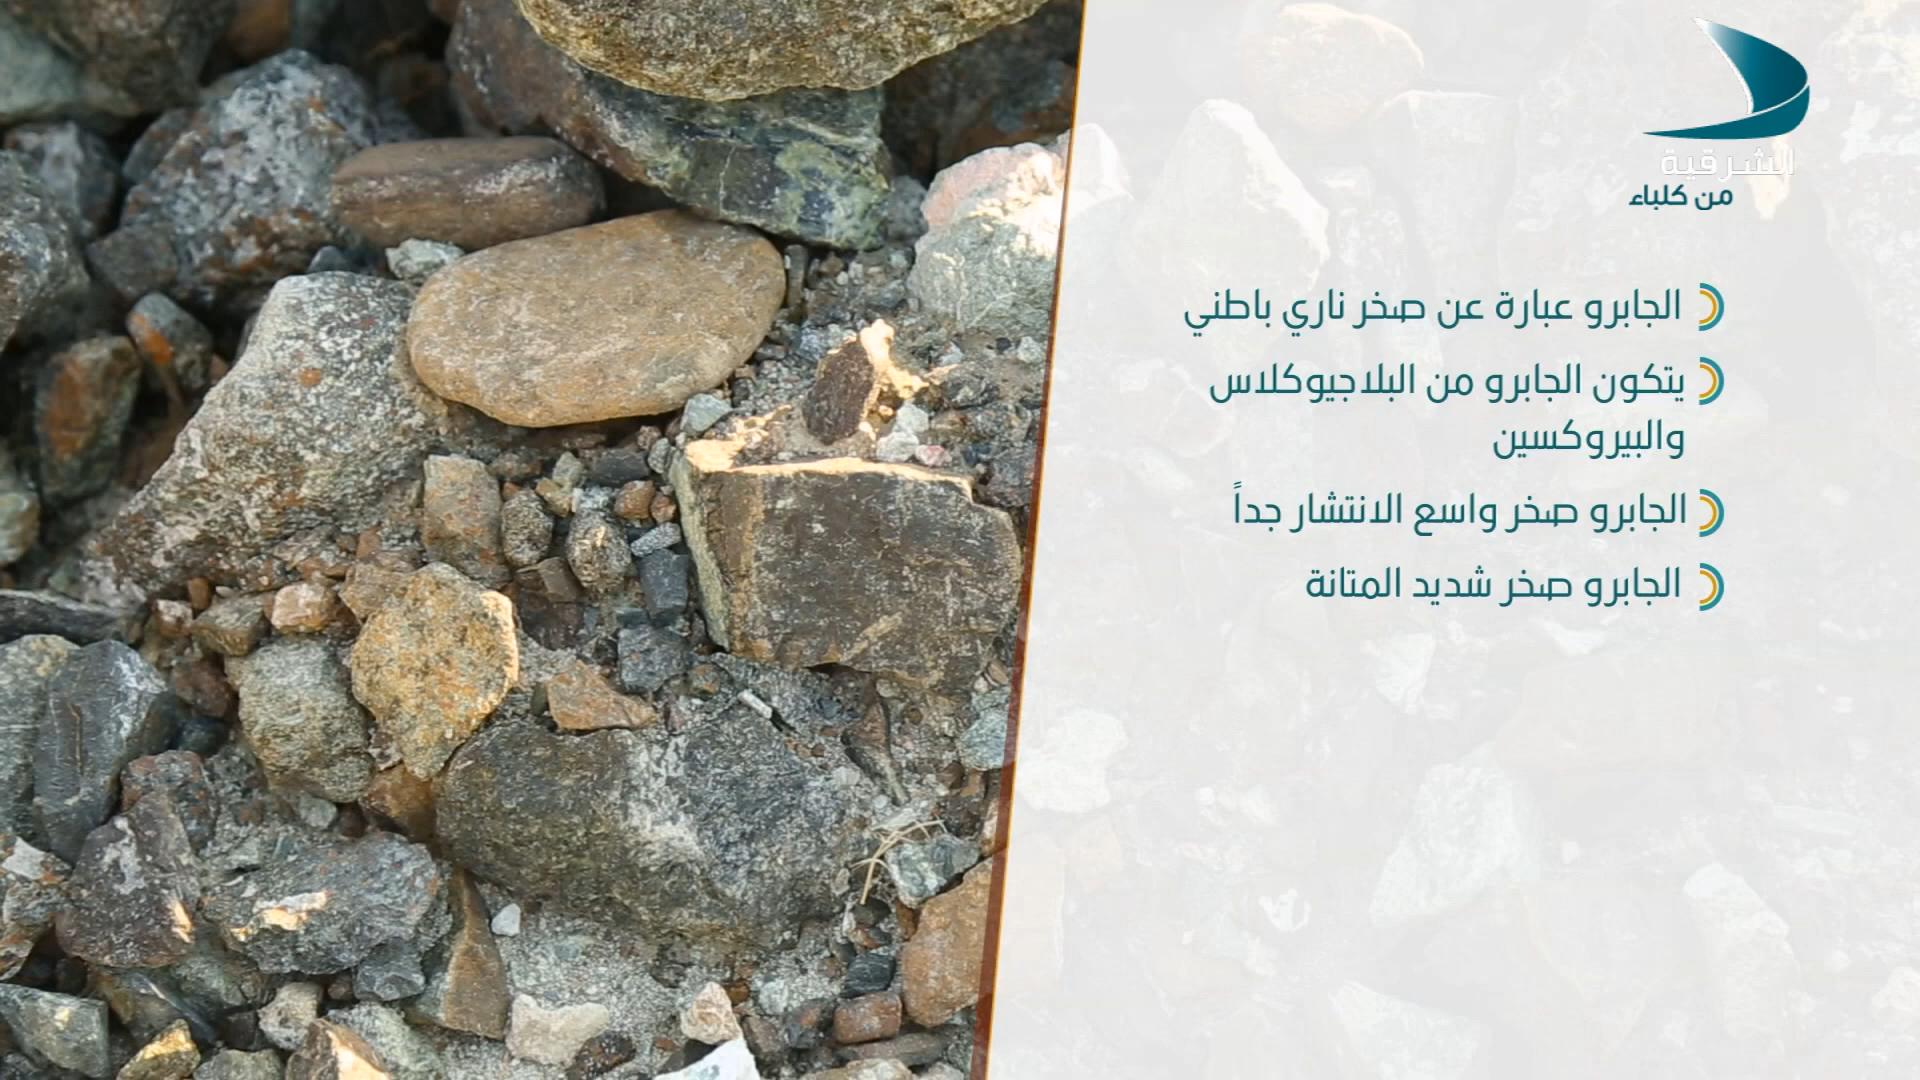 الشرقية
من كلباء
الجابرو عبارة عن صخر ناري باطني
يتكون الجابرو من البلاجيوكلاس
والبيروكسين
الجابرو صخر واسع الانتشار جداً
الجابرو صخر شديد المتانة